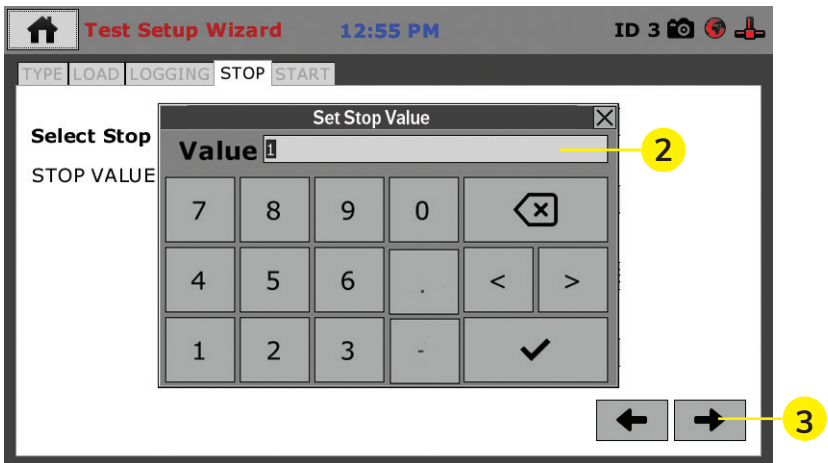 Test Setup Wizard 12:55 PM ID 3
TYPE LOAD LOGGING STOP START
Set Stop Value
Select Stop
Value 1
2
STOP VALUE
7 8 9 0
4 5 6 . < >
1 2 3 -
3